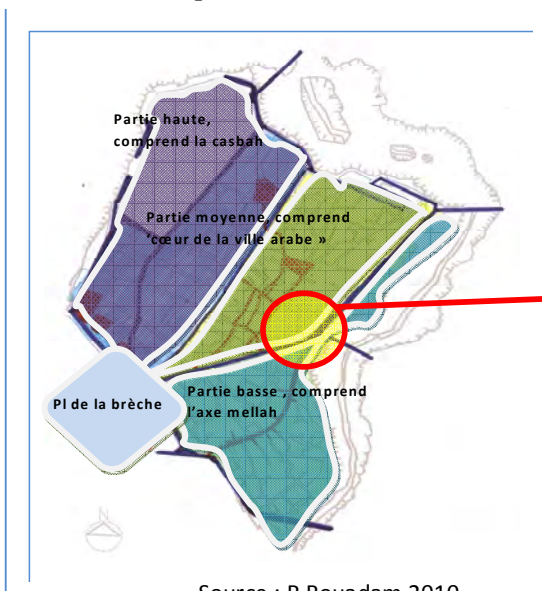 Partie haute,
comprend la casbah
Partie moyenne, comprend
‘cœur de la ville arabe »
Pl de la brèche
Partie basse , comprend
l’axe mellah
N